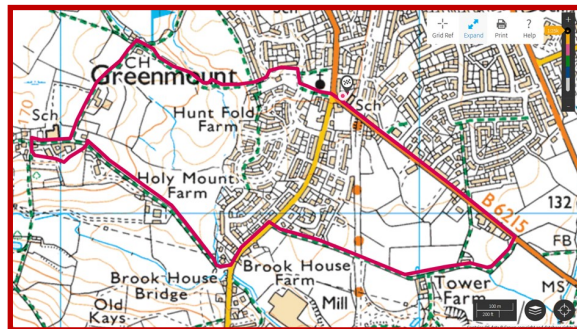 Grid Ref
Expand
Print
Help
CH
Greenmount
Sch
Hunt Fold
Farm
Sch
170
Holy Mount
Farm
B 6215
132
FB
Brook House
Bridge
Brook House
Farm
Tower
Farm
MS
Old
Kays
Mill
100 m
200 ft